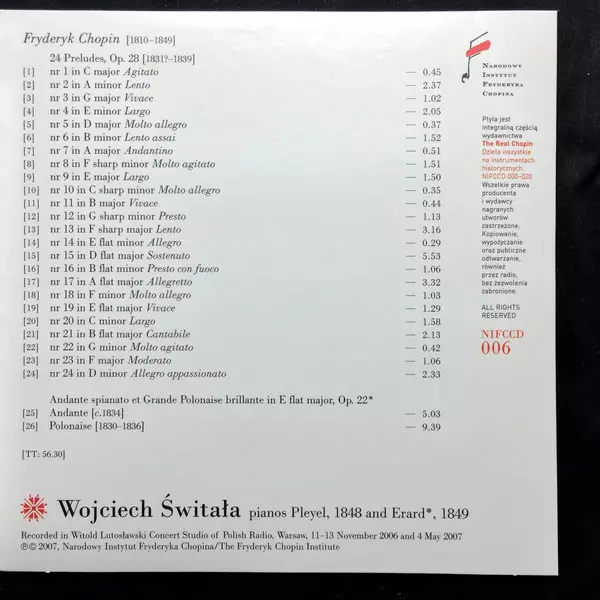 Fryderyk Chopin [1810–1849]
24 Preludes, Op. 28 [1831?–1839]
[1] nr 1 in C major Agitato — 0.45
[2] nr 2 in A minor Lento — 2.37
[3] nr 3 in G major Vivace — 1.02
[4] nr 4 in E minor Largo — 2.05
[5] nr 5 in D major Molto allegro — 0.37
[6] nr 6 in B minor Lento assai — 1.52
[7] nr 7 in A major Andantino — 0.51
[8] nr 8 in F sharp minor Molto agitato — 1.51
[9] nr 9 in E major Largo — 1.50
[10] nr 10 in C sharp minor Molto allegro — 0.35
[11] nr 11 in B major Vivace — 0.44
[12] nr 12 in G sharp minor Presto — 1.13
[13] nr 13 in F sharp major Lento — 3.16
[14] nr 14 in E flat minor Allegro — 0.29
[15] nr 15 in D flat major Sostenuto — 5.53
[16] nr 16 in B flat minor Presto con fuoco — 1.06
[17] nr 17 in A flat major Allegretto — 3.32
[18] nr 18 in F minor Molto allegro — 1.03
[19] nr 19 in E flat major Vivace — 1.29
[20] nr 20 in C minor Largo — 1.58
[21] nr 21 in B flat major Cantabile — 2.13
[22] nr 22 in G minor Molto agitato — 0.42
[23] nr 23 in F major Moderato — 1.06
[24] nr 24 in D minor Allegro appassionato — 2.33
Andante spianato et Grande Polonaise brillante in E flat major, Op. 22*
[25] Andante [c.1834] — 5.03
[26] Polonaise [1830–1836] — 9.39
[TT: 56.30]
Narodowy
Instytut
Fryderyka
Chopina
Płyta jest
integralną częścią
wydawnictwa
The Real Chopin
Dzieła wszystkie
na instrumentach
historycznych,
NIFCCD 000–020
Wszelkie prawa
producenta
i wydawcy
nagranych
utworów
zastrzeżone.
Kopiowanie,
wypożyczanie
oraz publiczne
odtwarzanie,
również
przez radio,
bez zezwolenia
zabronione.
ALL RIGHTS
RESERVED
NIFCCD
006
Wojciech Świtała pianos Pleyel, 1848 and Erard*, 1849
Recorded in Witold Lutosławski Concert Studio of Polish Radio, Warsaw, 11–13 November 2006 and 4 May 2007
℗© 2007, Narodowy Instytut Fryderyka Chopina/The Fryderyk Chopin Institute